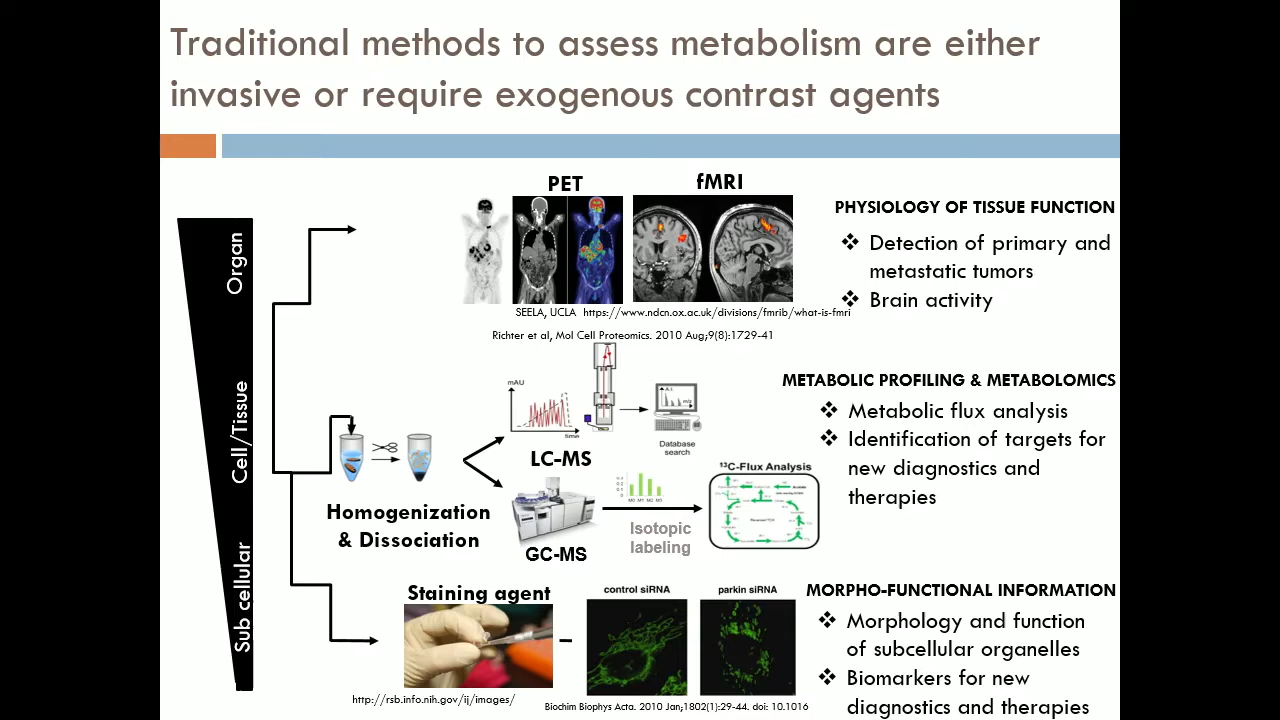 Traditional methods to assess metabolism are either
invasive or require exogenous contrast agents
Organ
Cell/Tissue
Sub cellular
PET
fMRI
SEELA, UCLA https://www.ndcn.ox.ac.uk/divisions/fmrib/what-is-fmri
PHYSIOLOGY OF TISSUE FUNCTION
❖ Detection of primary and
metastatic tumors
❖ Brain activity
Richter et al, Mol Cell Proteomics. 2010 Aug;9(8):1729-41
mAU
time
A.I.
m/z
Database
search
LC-MS
Homogenization
& Dissociation
GC-MS
M0 M1 M2 M3
Isotopic
labeling
¹³C-Flux Analysis
METABOLIC PROFILING & METABOLOMICS
❖ Metabolic flux analysis
❖ Identification of targets for
new diagnostics and
therapies
Staining agent
http://rsb.info.nih.gov/ij/images/
control siRNA
parkin siRNA
Biochim Biophys Acta. 2010 Jan;1802(1):29-44. doi: 10.1016
MORPHO-FUNCTIONAL INFORMATION
❖ Morphology and function
of subcellular organelles
❖ Biomarkers for new
diagnostics and therapies